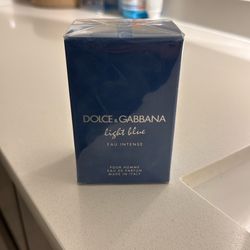 DOLCE & GABBANA
light blue
EAU INTENSE
POUR HOMME
EAU DE PARFUM
MADE IN ITALY